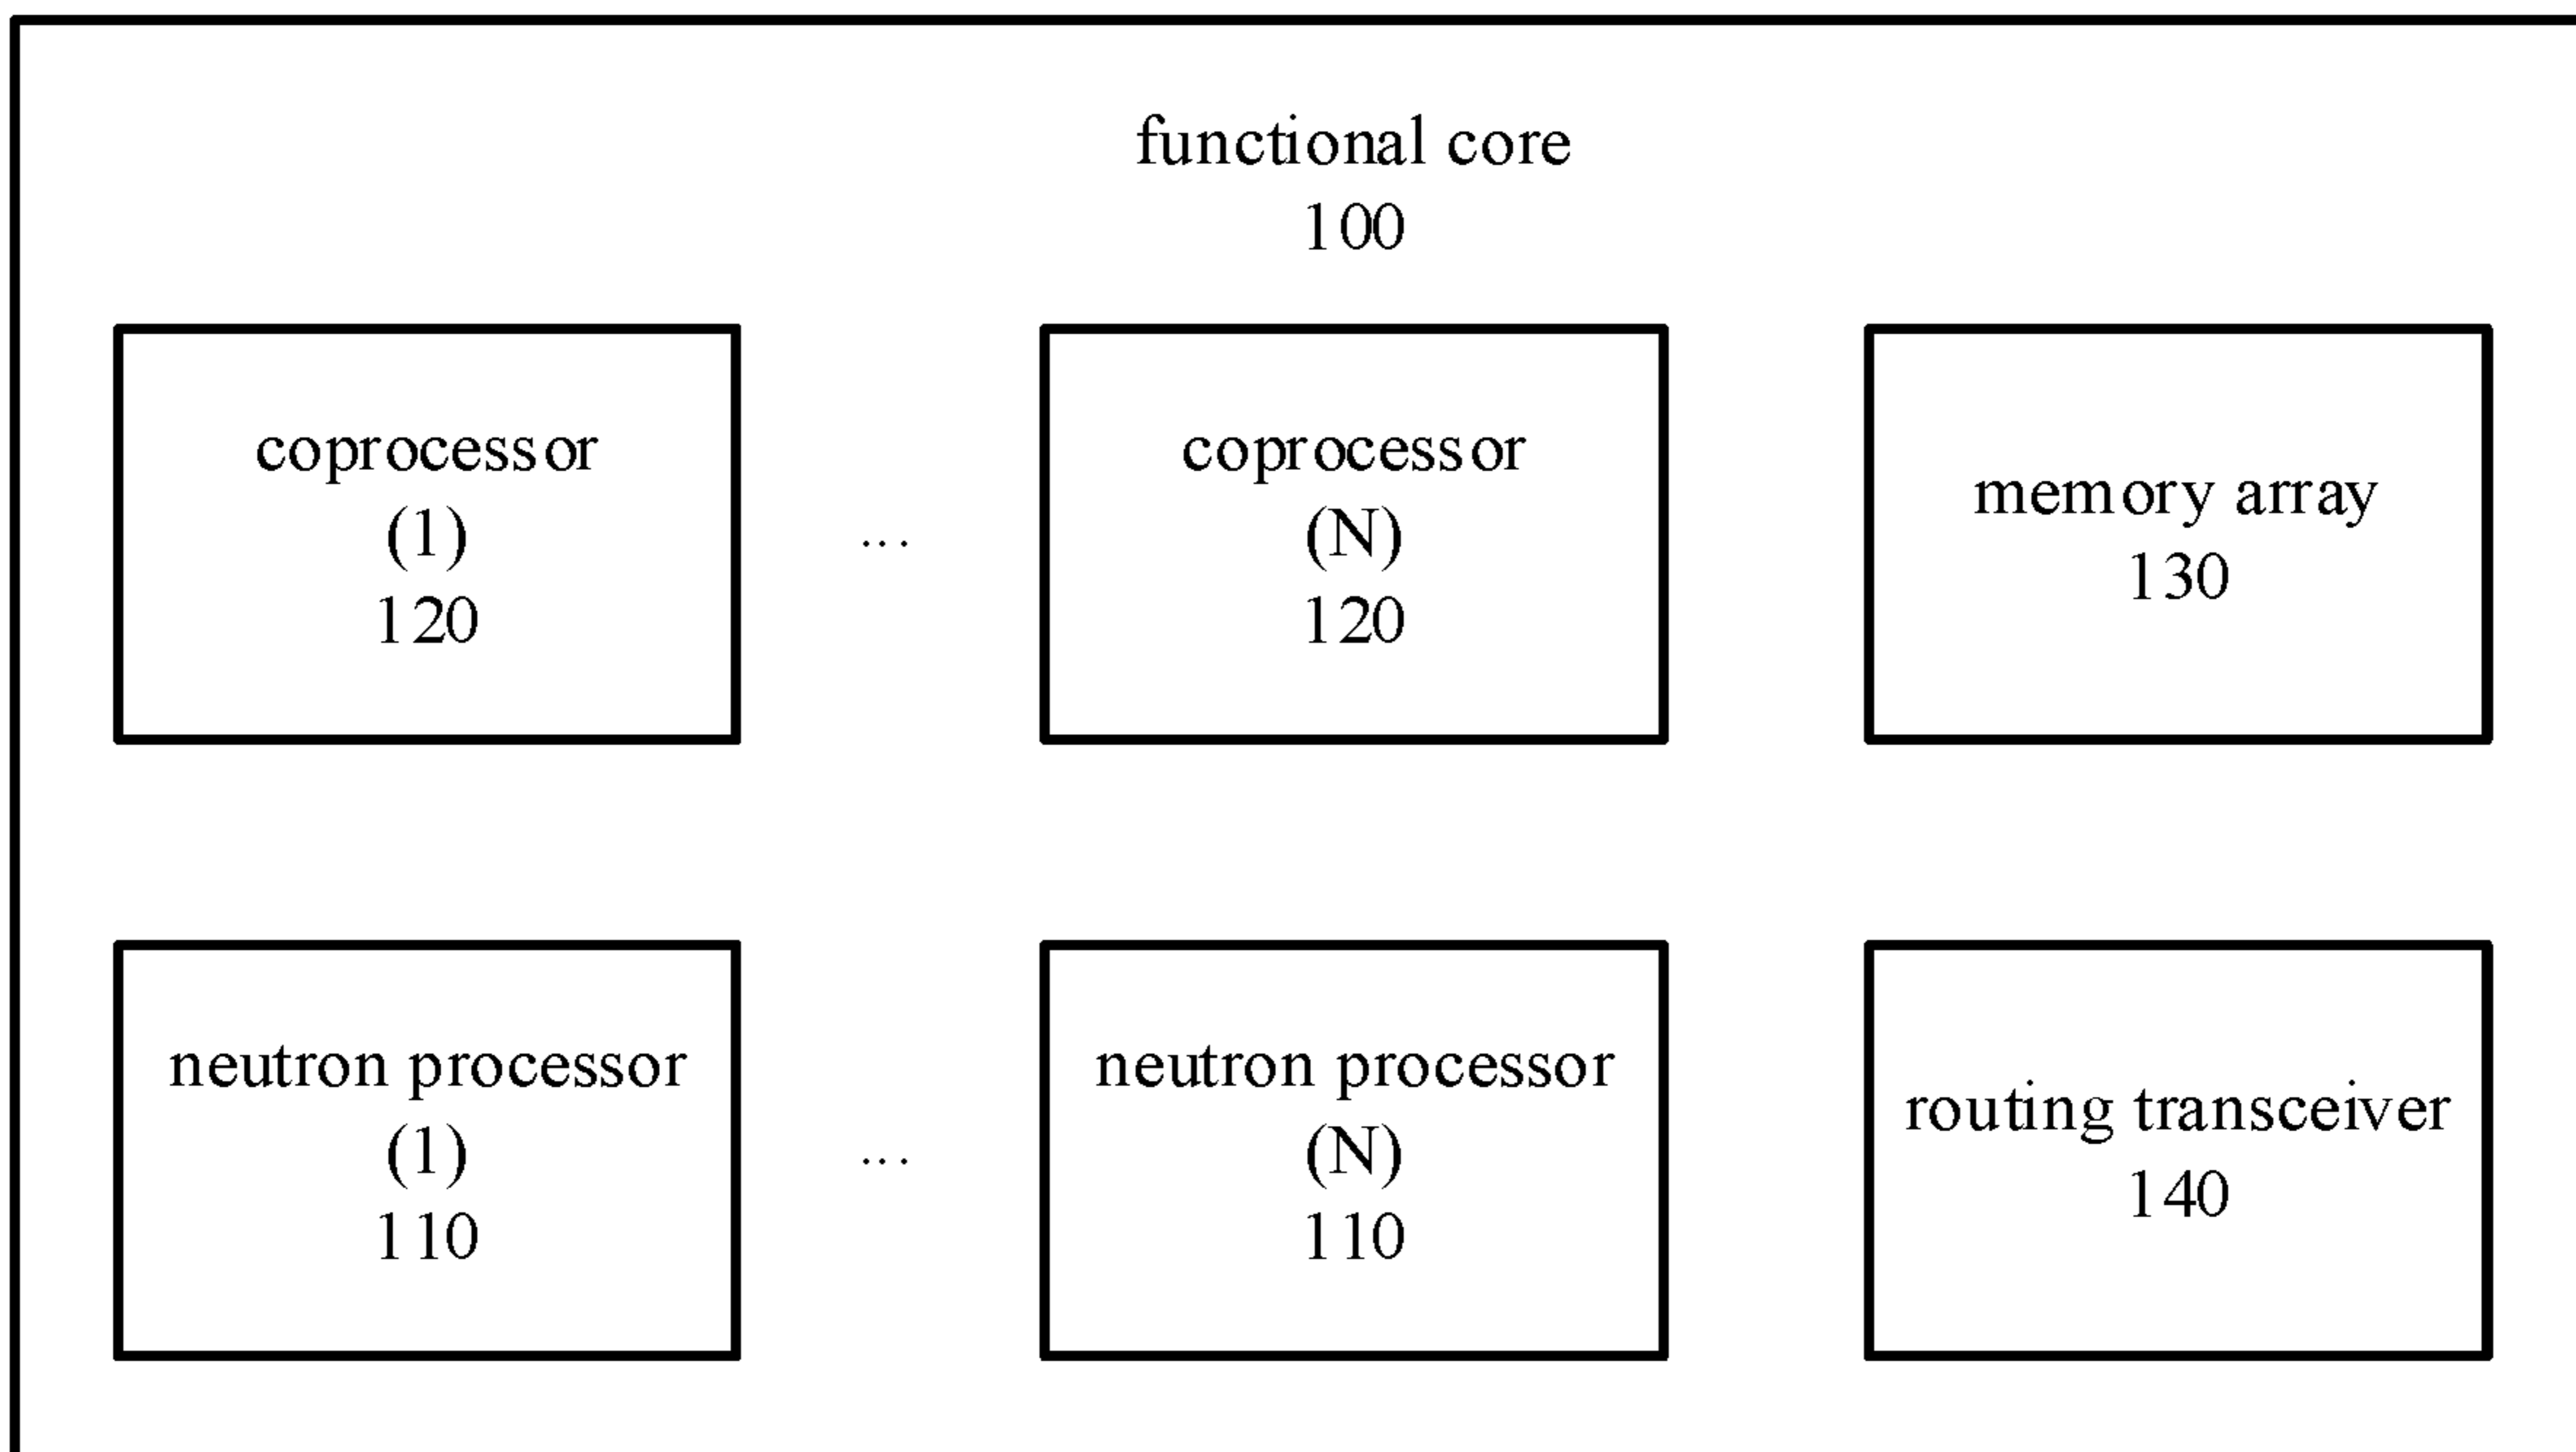 functional core
100
coprocessor
(1)
120
...
coprocessor
(N)
120
memory array
130
neutron processor
(1)
110
...
neutron processor
(N)
110
routing transceiver
140